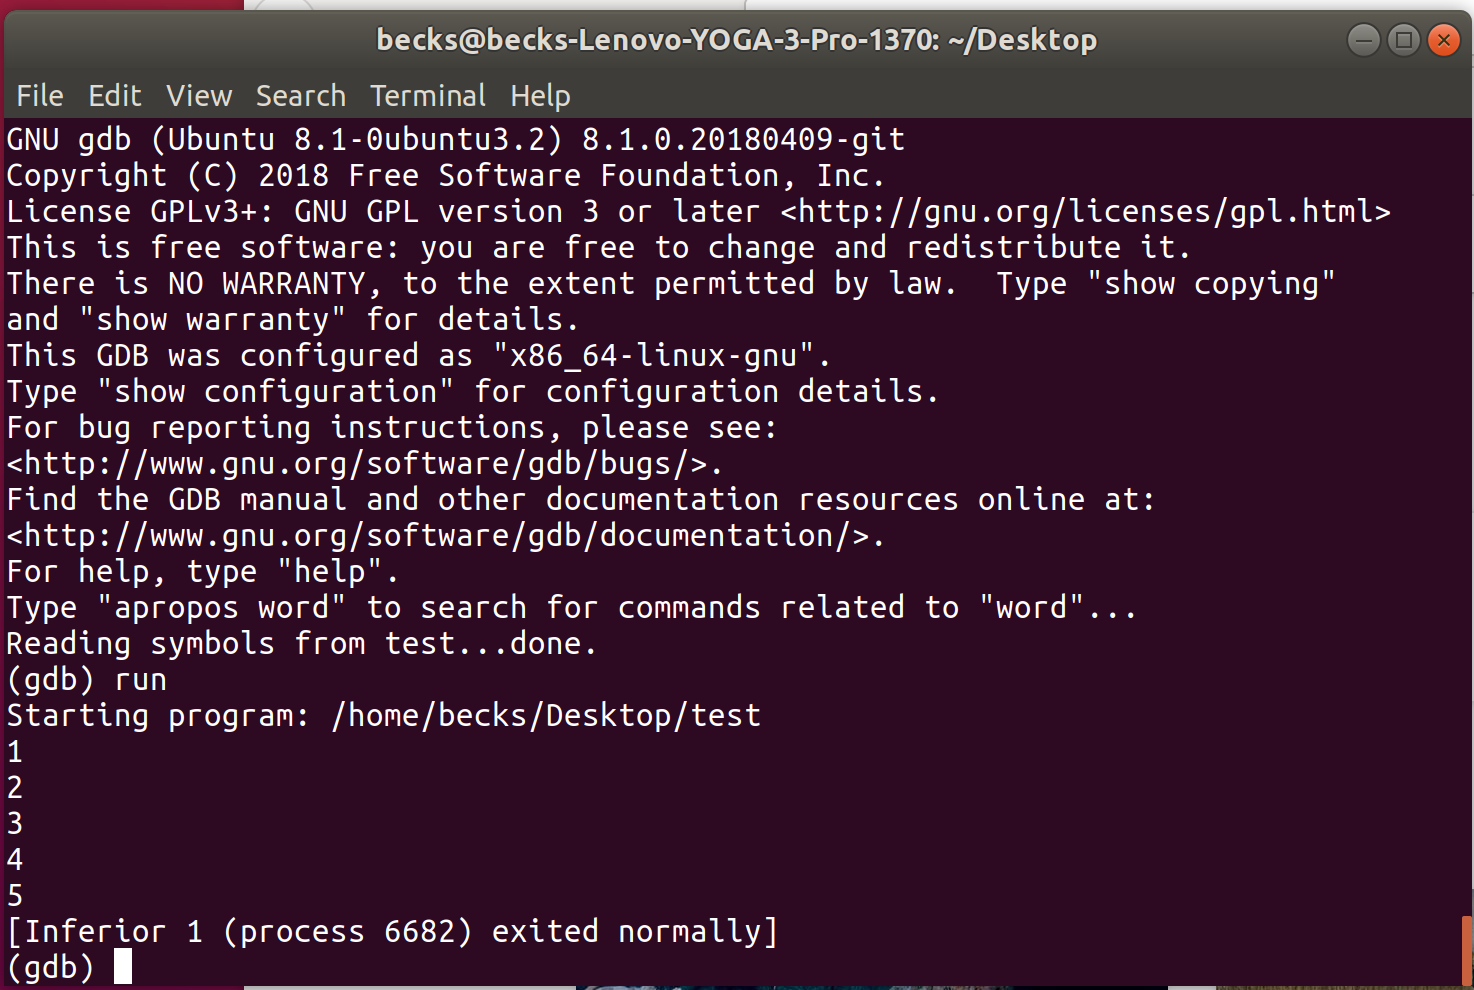 becks@becks-Lenovo-YOGA-3-Pro-1370: ~/Desktop
File Edit View Search Terminal Help
GNU gdb (Ubuntu 8.1-0ubuntu3.2) 8.1.0.20180409-git
Copyright (C) 2018 Free Software Foundation, Inc.
License GPLv3+: GNU GPL version 3 or later <http://gnu.org/licenses/gpl.html>
This is free software: you are free to change and redistribute it.
There is NO WARRANTY, to the extent permitted by law.  Type "show copying"
and "show warranty" for details.
This GDB was configured as "x86_64-linux-gnu".
Type "show configuration" for configuration details.
For bug reporting instructions, please see:
<http://www.gnu.org/software/gdb/bugs/>.
Find the GDB manual and other documentation resources online at:
<http://www.gnu.org/software/gdb/documentation/>.
For help, type "help".
Type "apropos word" to search for commands related to "word"...
Reading symbols from test...done.
(gdb) run
Starting program: /home/becks/Desktop/test
1
2
3
4
5
[Inferior 1 (process 6682) exited normally]
(gdb)